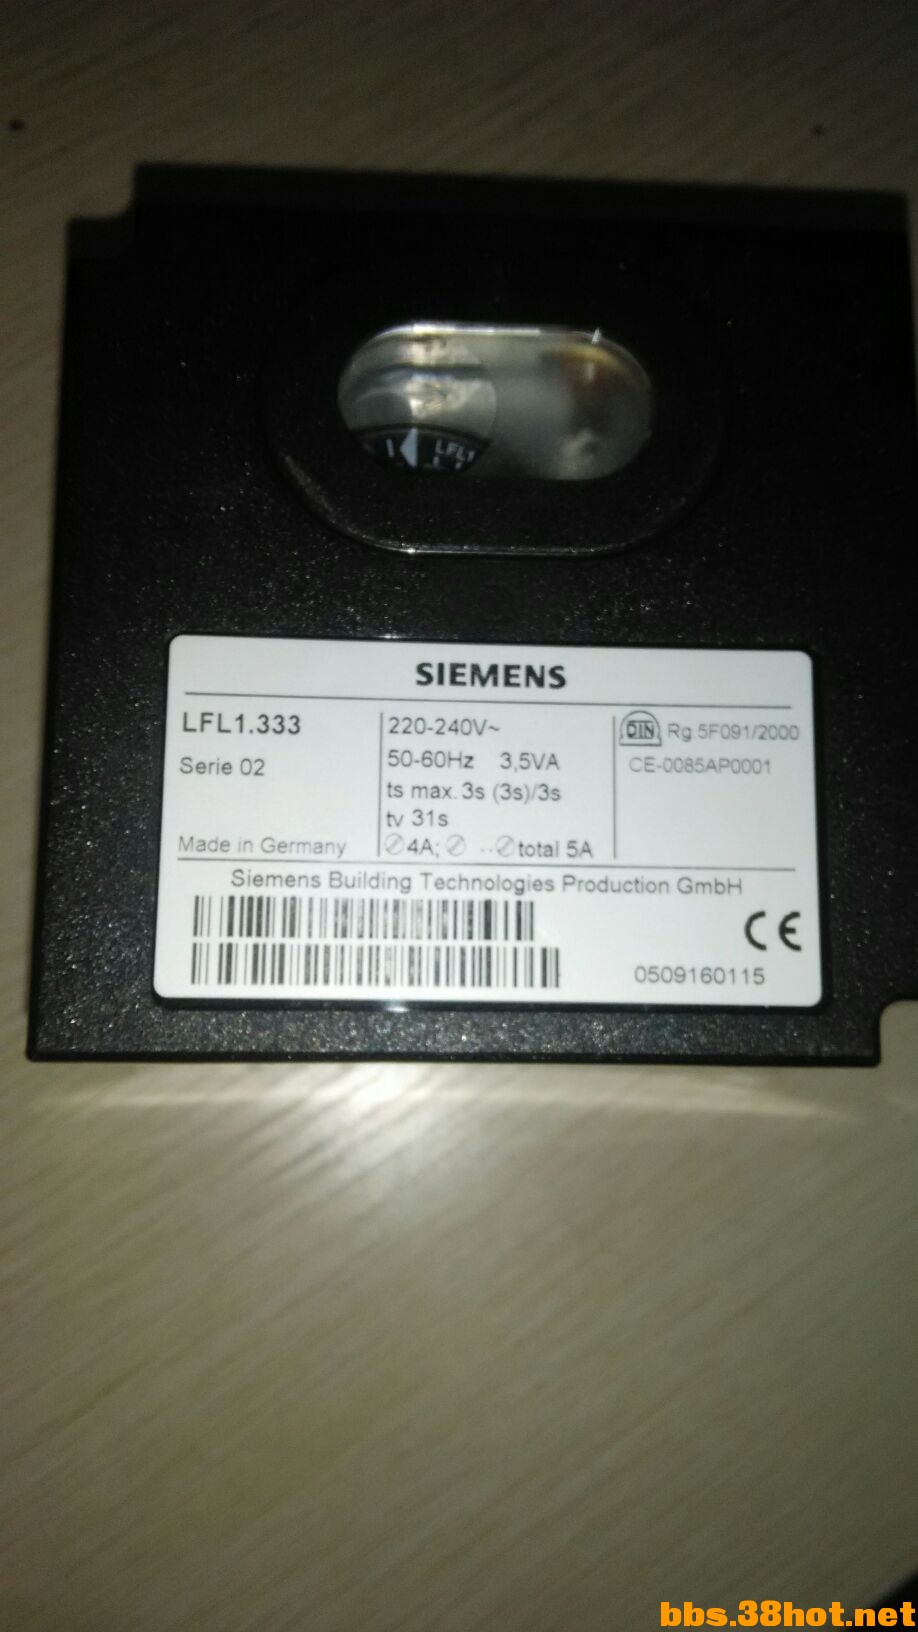 LFL1
SIEMENS
LFL1.333
Serie 02
Made in Germany
220-240V~
50-60Hz 3,5VA
ts max. 3s (3s)/3s
tv 31s
4A; .. total 5A
DIN Rg 5F091/2000
CE-0085AP0001
Siemens Building Technologies Production GmbH
CE
0509160115
bbs.38hot.net